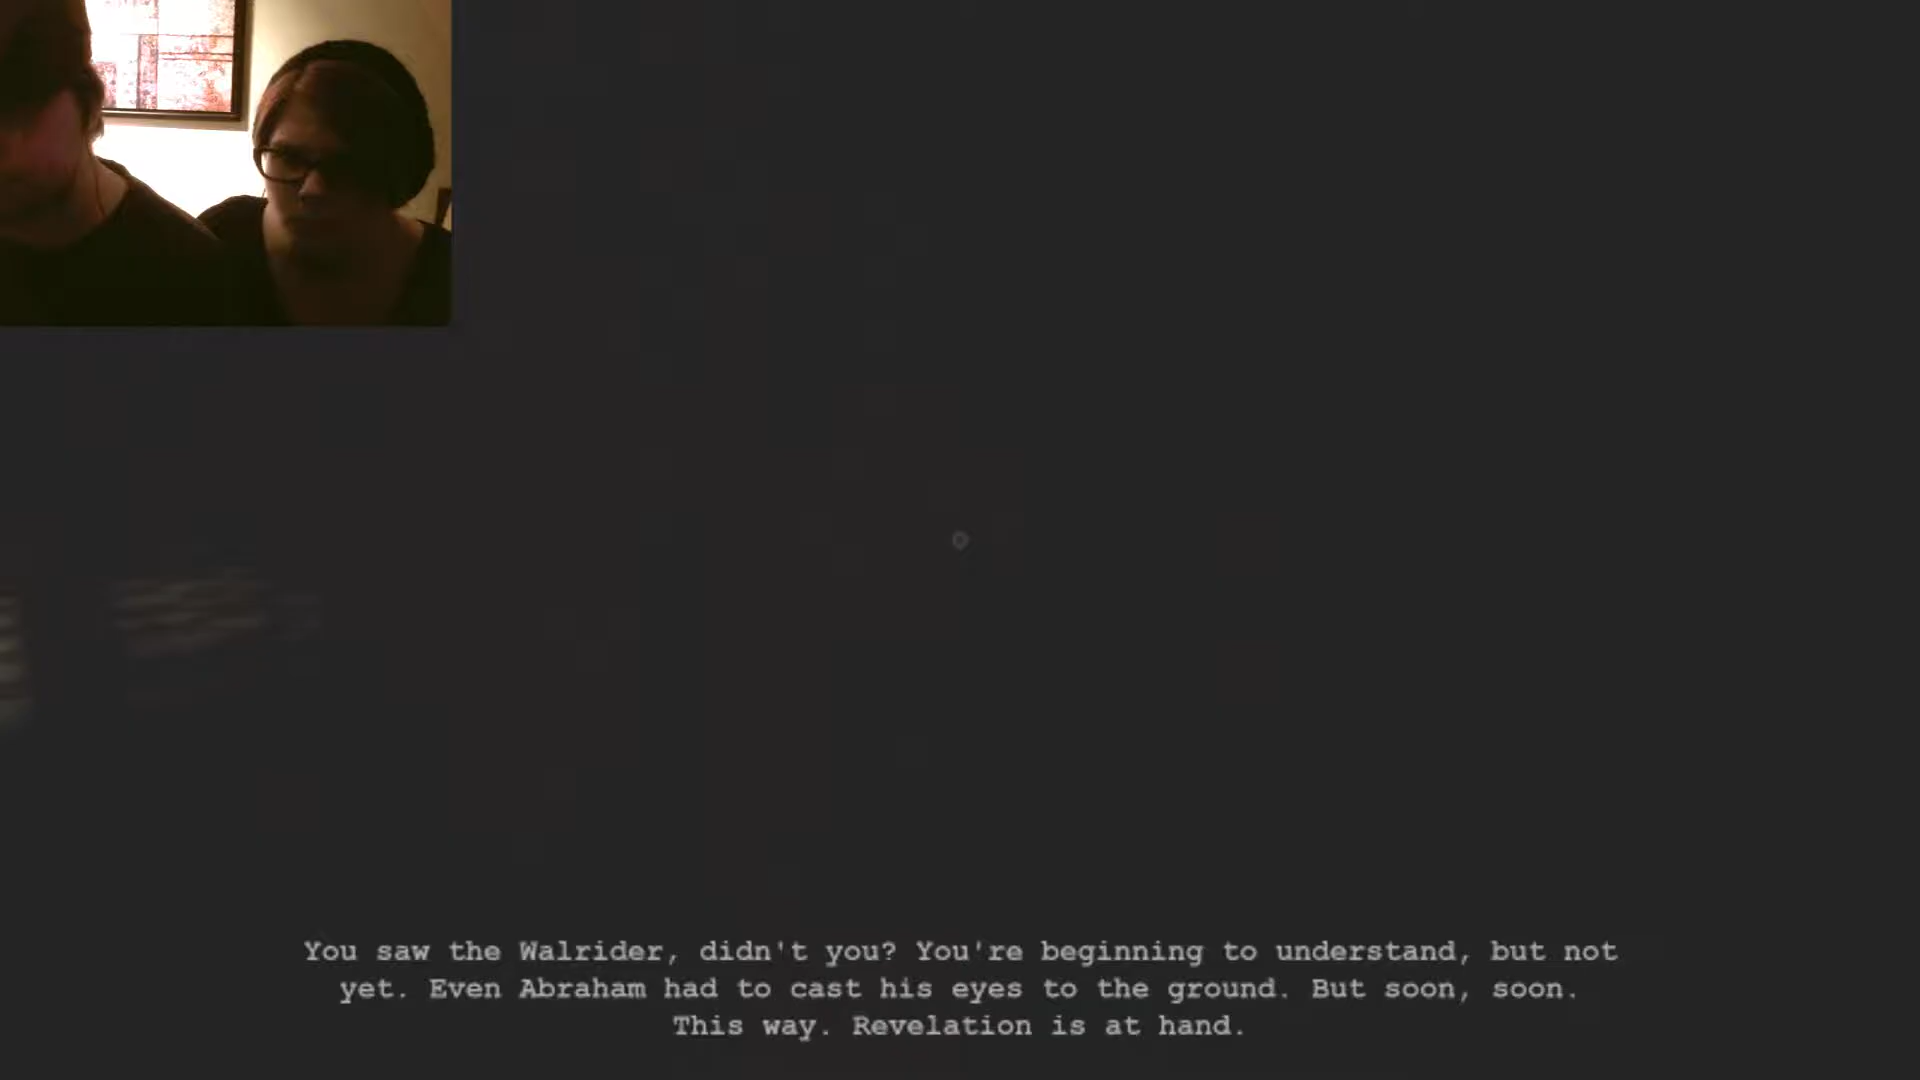 You saw the Walrider, didn't you? You're beginning to understand, but not
yet. Even Abraham had to cast his eyes to the ground. But soon, soon.
This way. Revelation is at hand.